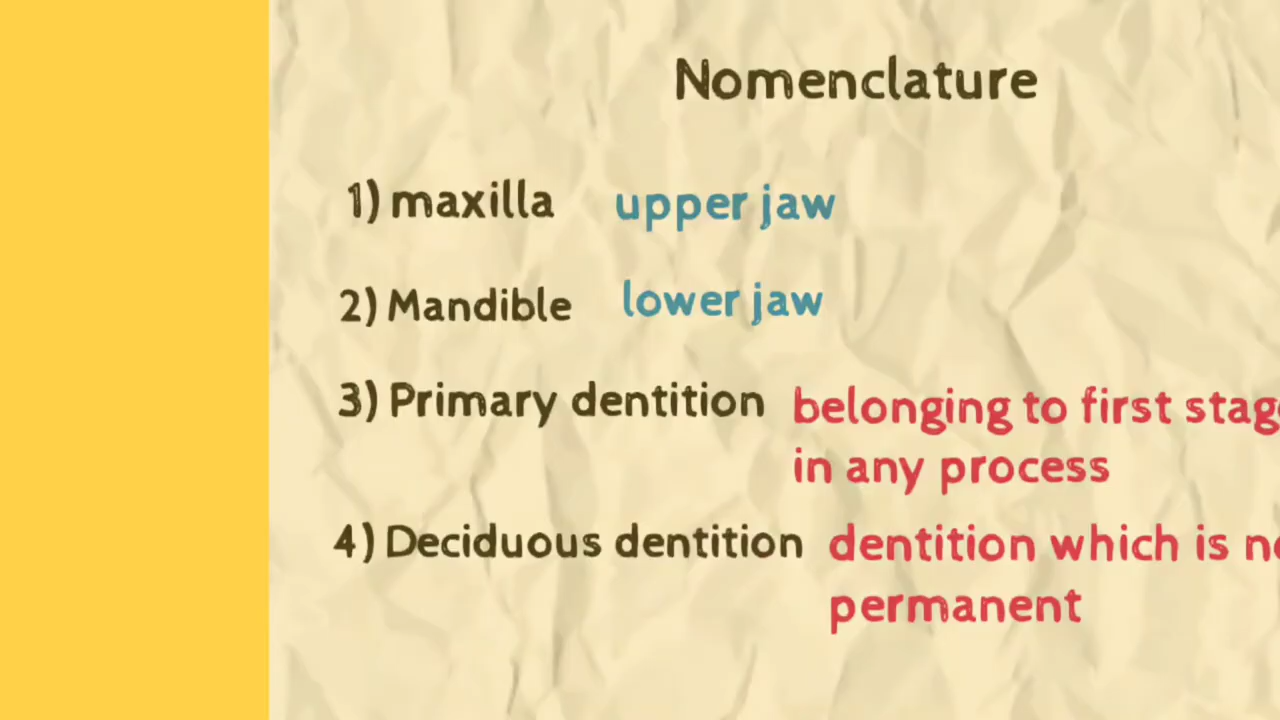 Nomenclature
1) maxilla upper jaw
2) Mandible lower jaw
3) Primary dentition belonging to first
in any process
4) Deciduous dentition dentition which is
permanent